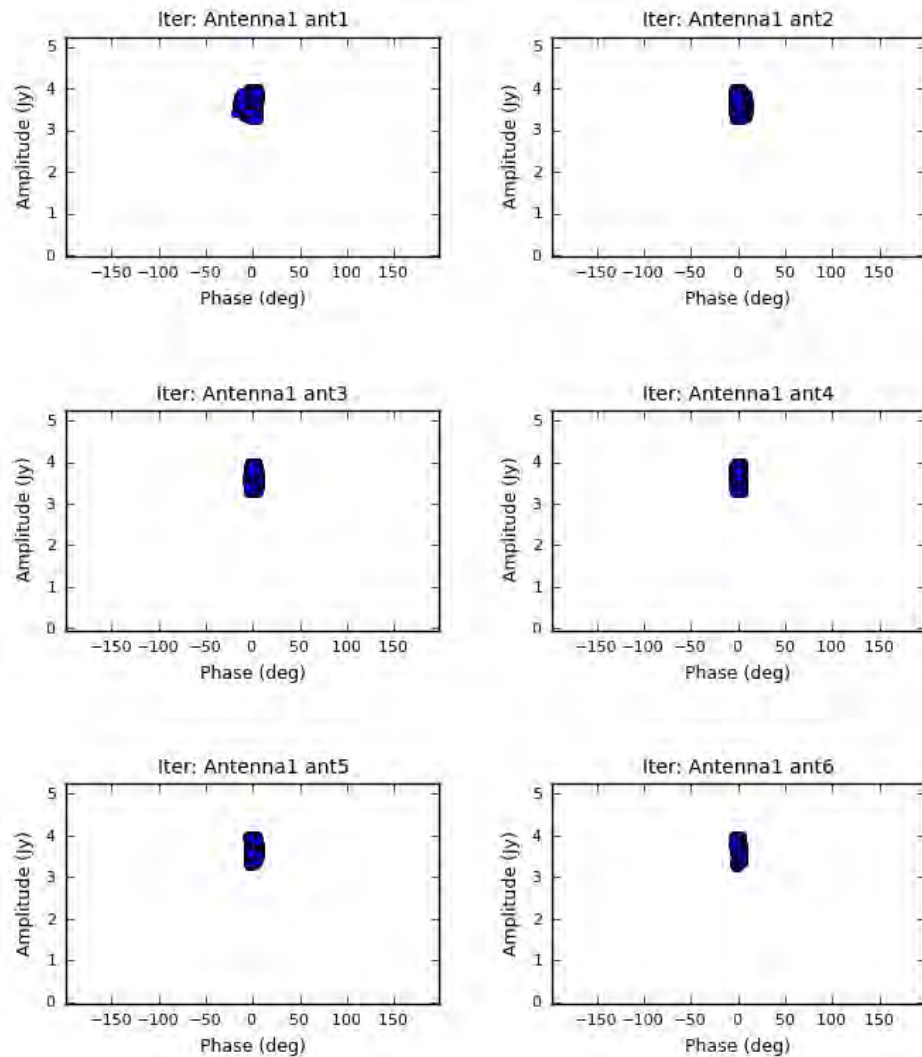 Iter: Antenna1 ant1
Iter: Antenna1 ant2
5
4
3
2
1
0
Amplitude (Jy)
−150 −100 −50 0 50 100 150
Phase (deg)
5
4
3
2
1
0
Amplitude (Jy)
−150 −100 −50 0 50 100 150
Phase (deg)
Iter: Antenna1 ant3
Iter: Antenna1 ant4
5
4
3
2
1
0
Amplitude (Jy)
−150 −100 −50 0 50 100 150
Phase (deg)
5
4
3
2
1
0
Amplitude (Jy)
−150 −100 −50 0 50 100 150
Phase (deg)
Iter: Antenna1 ant5
Iter: Antenna1 ant6
5
4
3
2
1
0
Amplitude (Jy)
−150 −100 −50 0 50 100 150
Phase (deg)
5
4
3
2
1
0
Amplitude (Jy)
−150 −100 −50 0 50 100 150
Phase (deg)